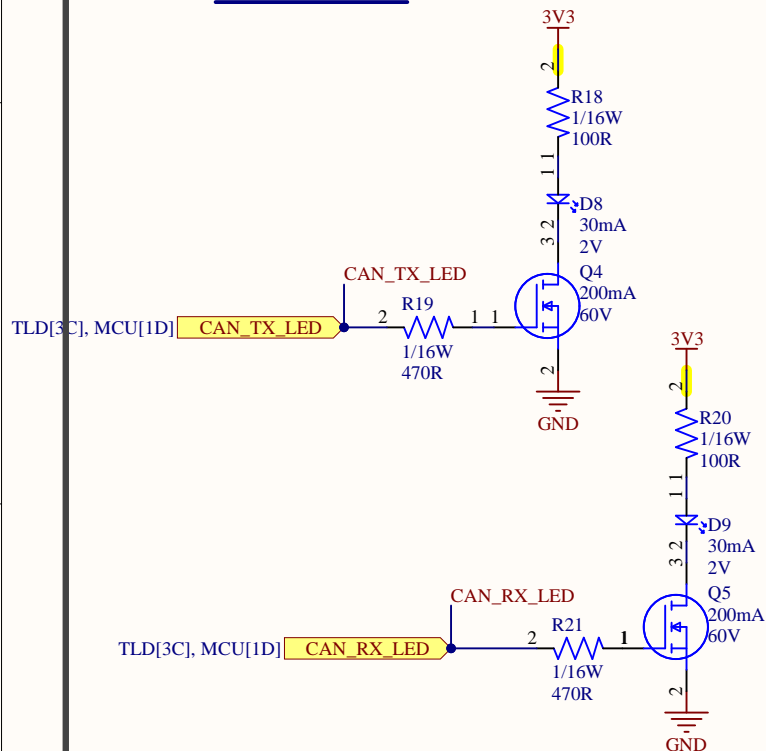 3V3
2
R18
1/16W
100R
1 1
D8
30mA
2V
3 2
Q4
200mA
60V
CAN_TX_LED
TLD[3C], MCU[1D] CAN_TX_LED
2 R19 1 1
1/16W
470R
2
GND
3V3
2
R20
1/16W
100R
1 1
D9
30mA
2V
3 2
Q5
200mA
60V
CAN_RX_LED
TLD[3C], MCU[1D] CAN_RX_LED
2 R21 1
1/16W
470R
2
GND